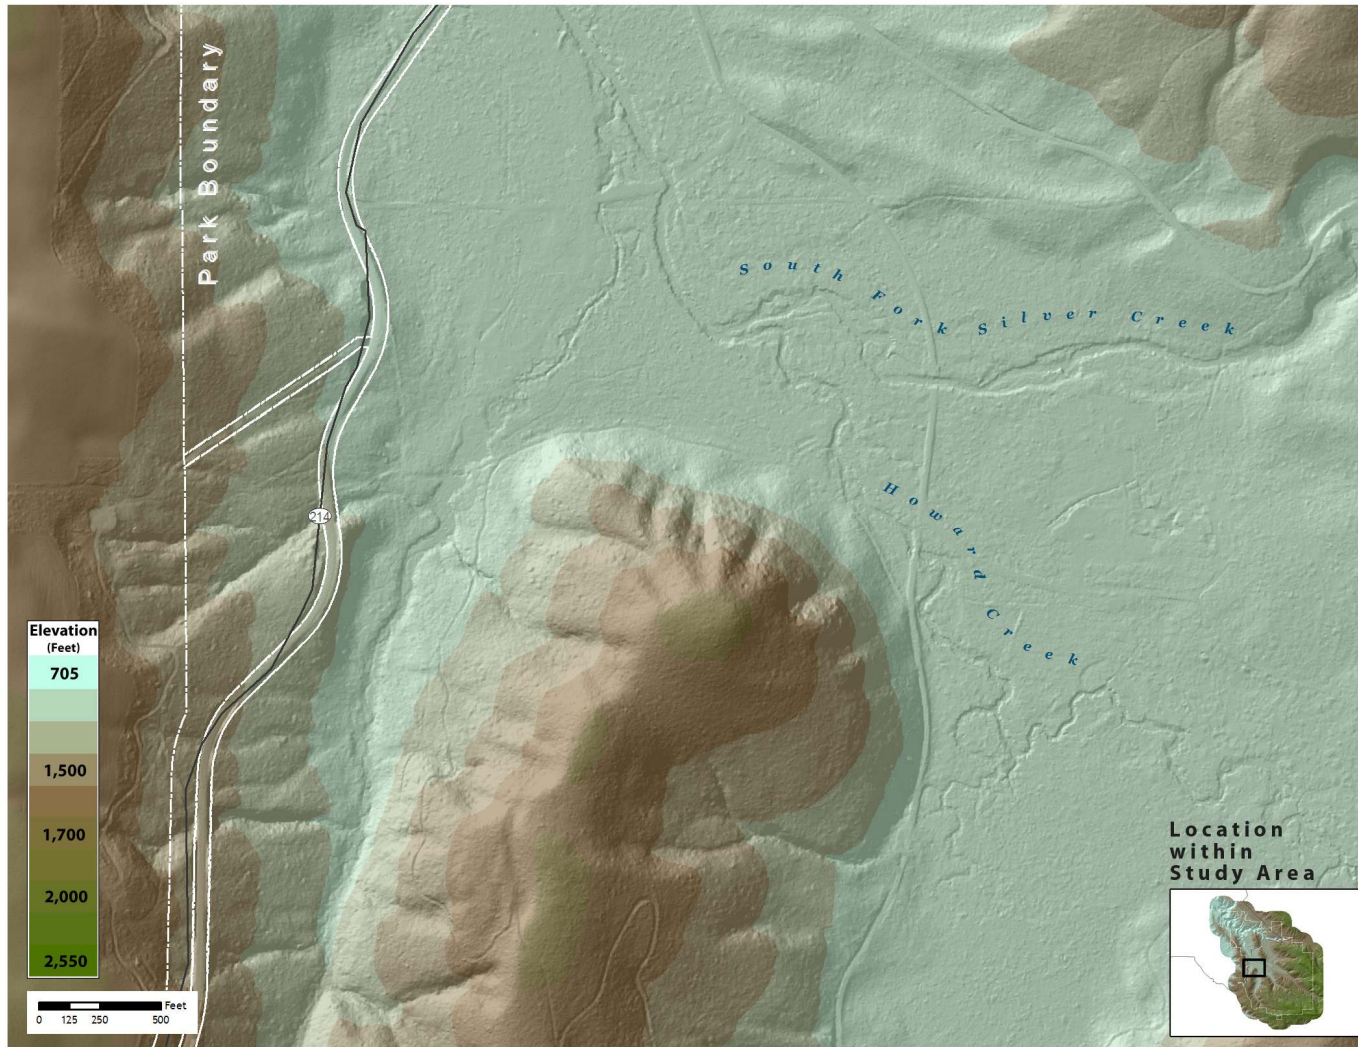 Park Boundary
South Fork Silver Creek
Howard Creek
214
Elevation
(Feet)
705
1,500
1,700
2,000
2,550
Feet
0 125 250 500
Location
within
Study Area